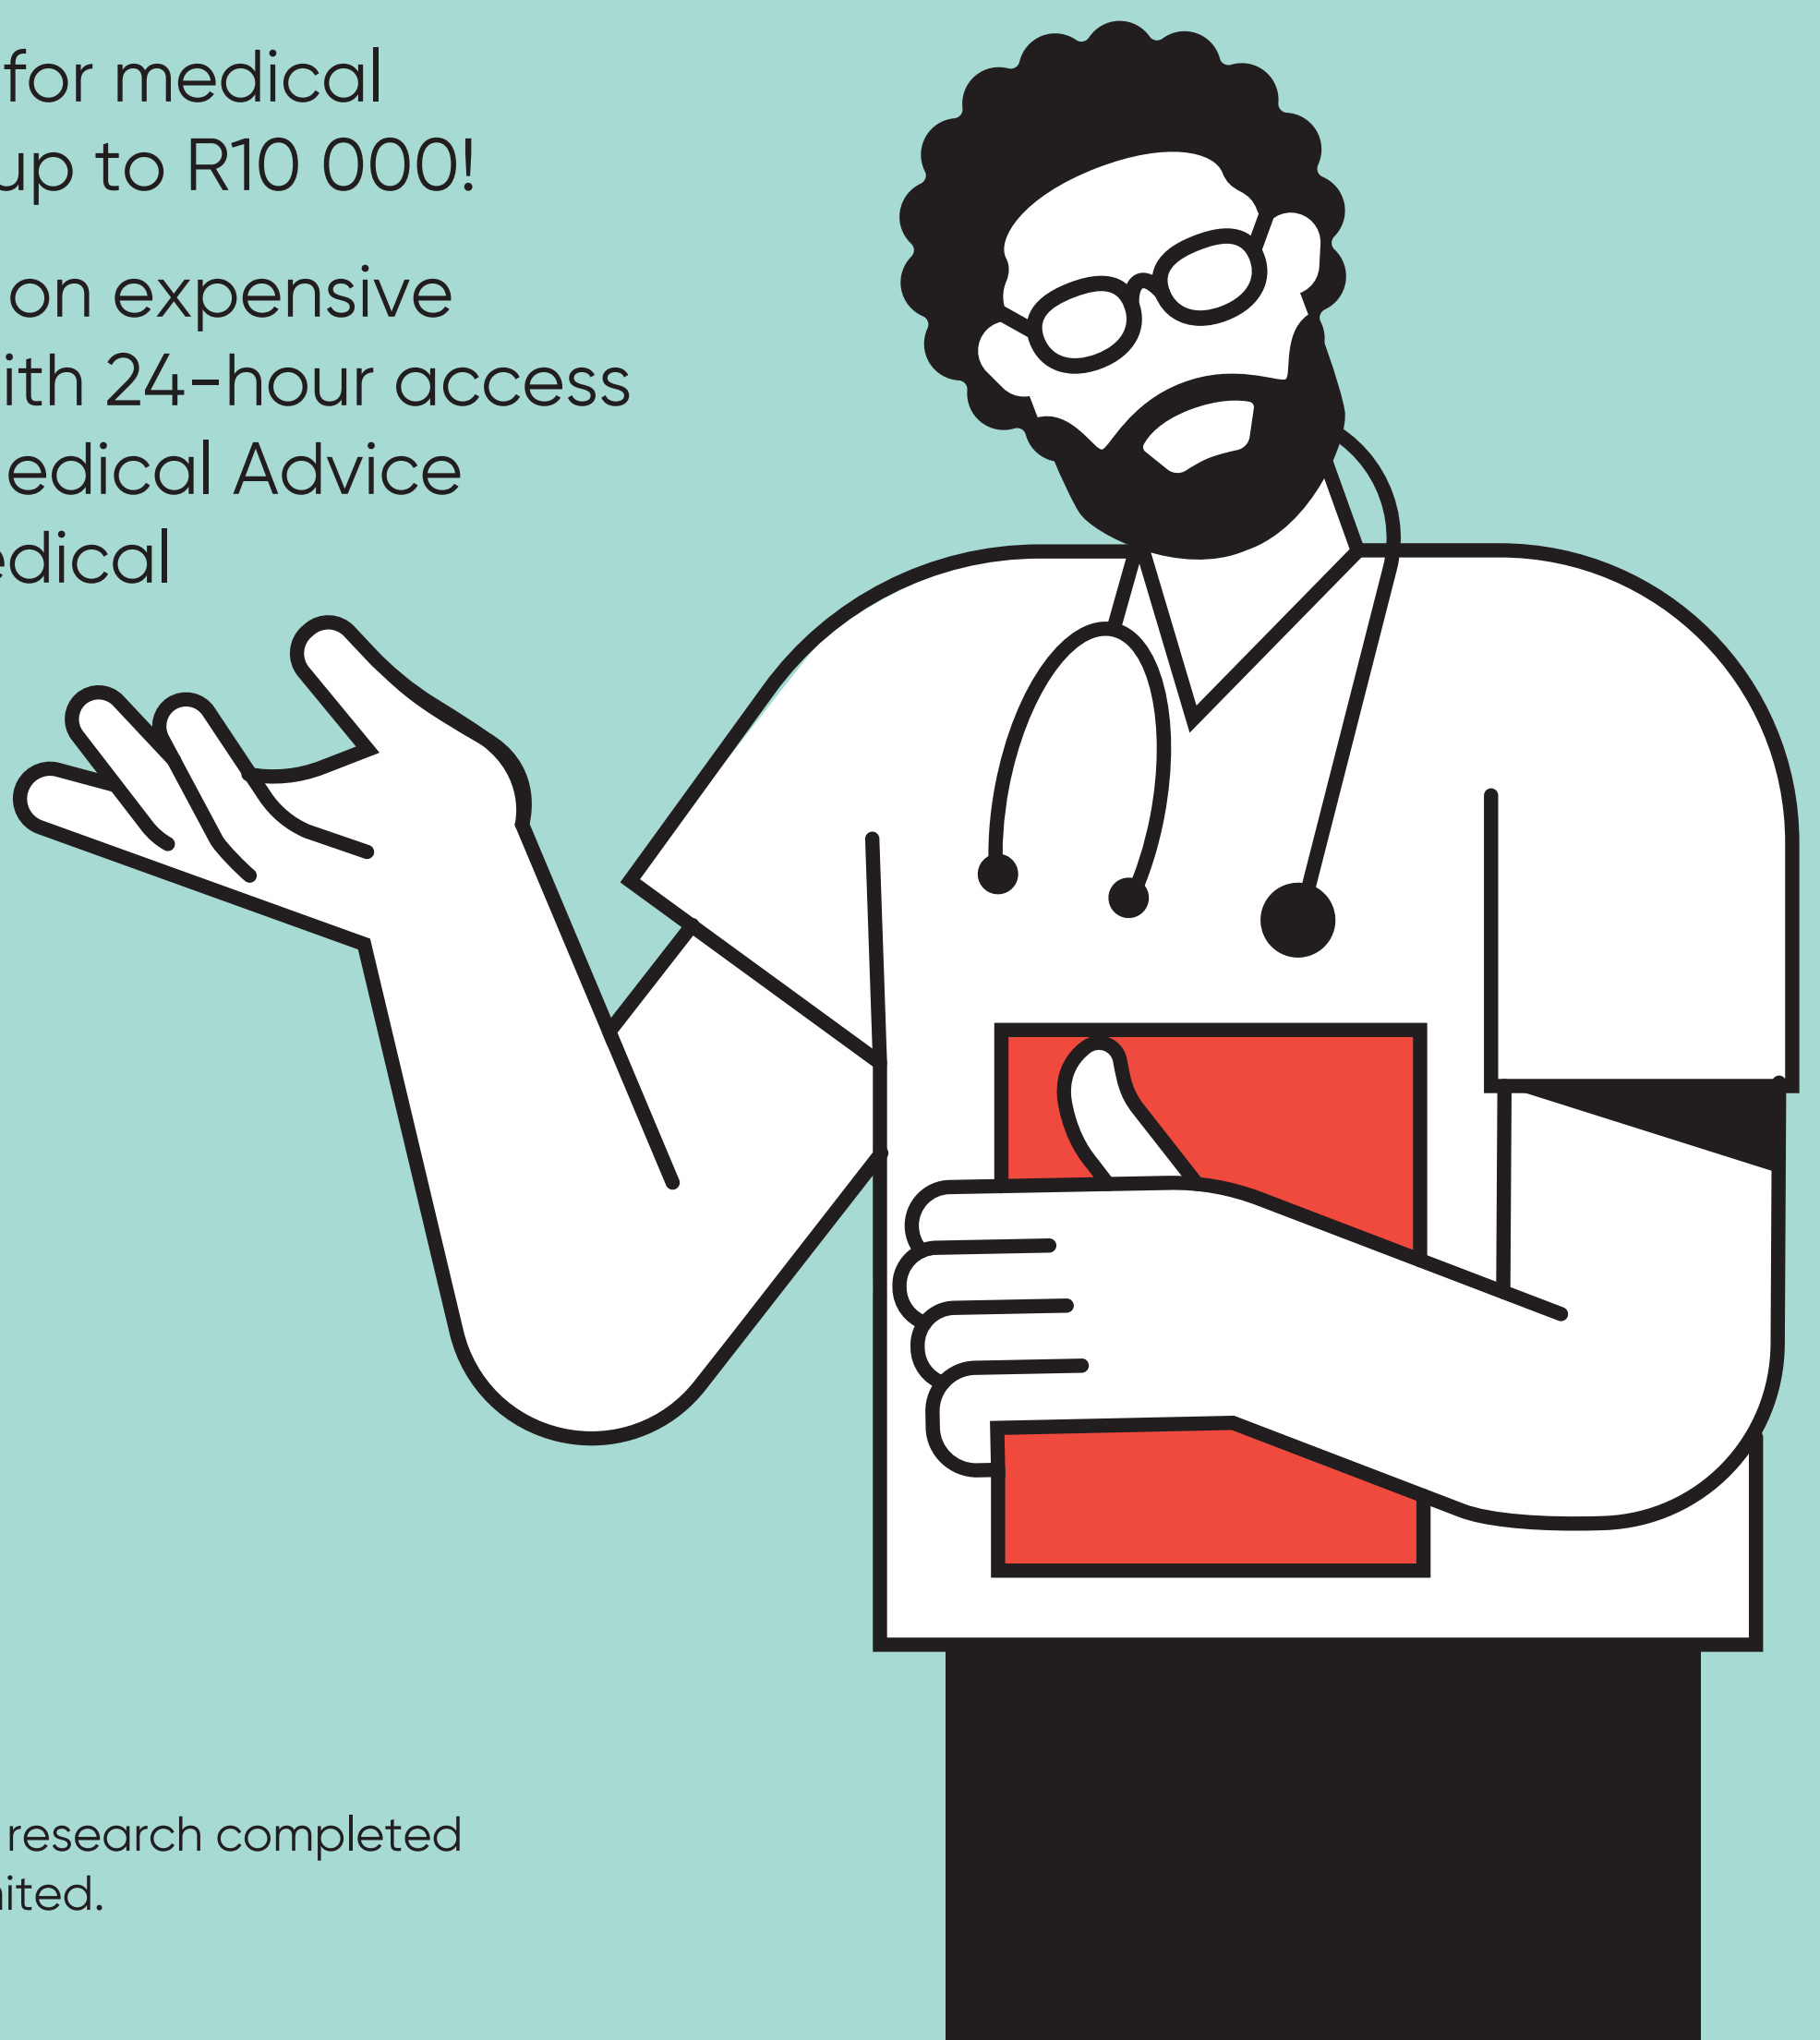 for medical
up to R10 000!
on expensive
ith 24-hour access
edical Advice
edical
research completed
ited.